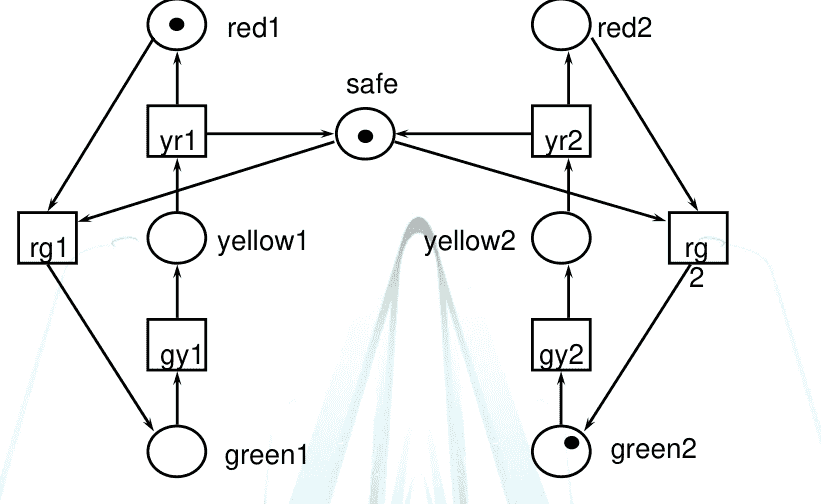 red1
red2
safe
yr1
yr2
rg1
yellow1
yellow2
rg
2
gy1
gy2
green1
green2